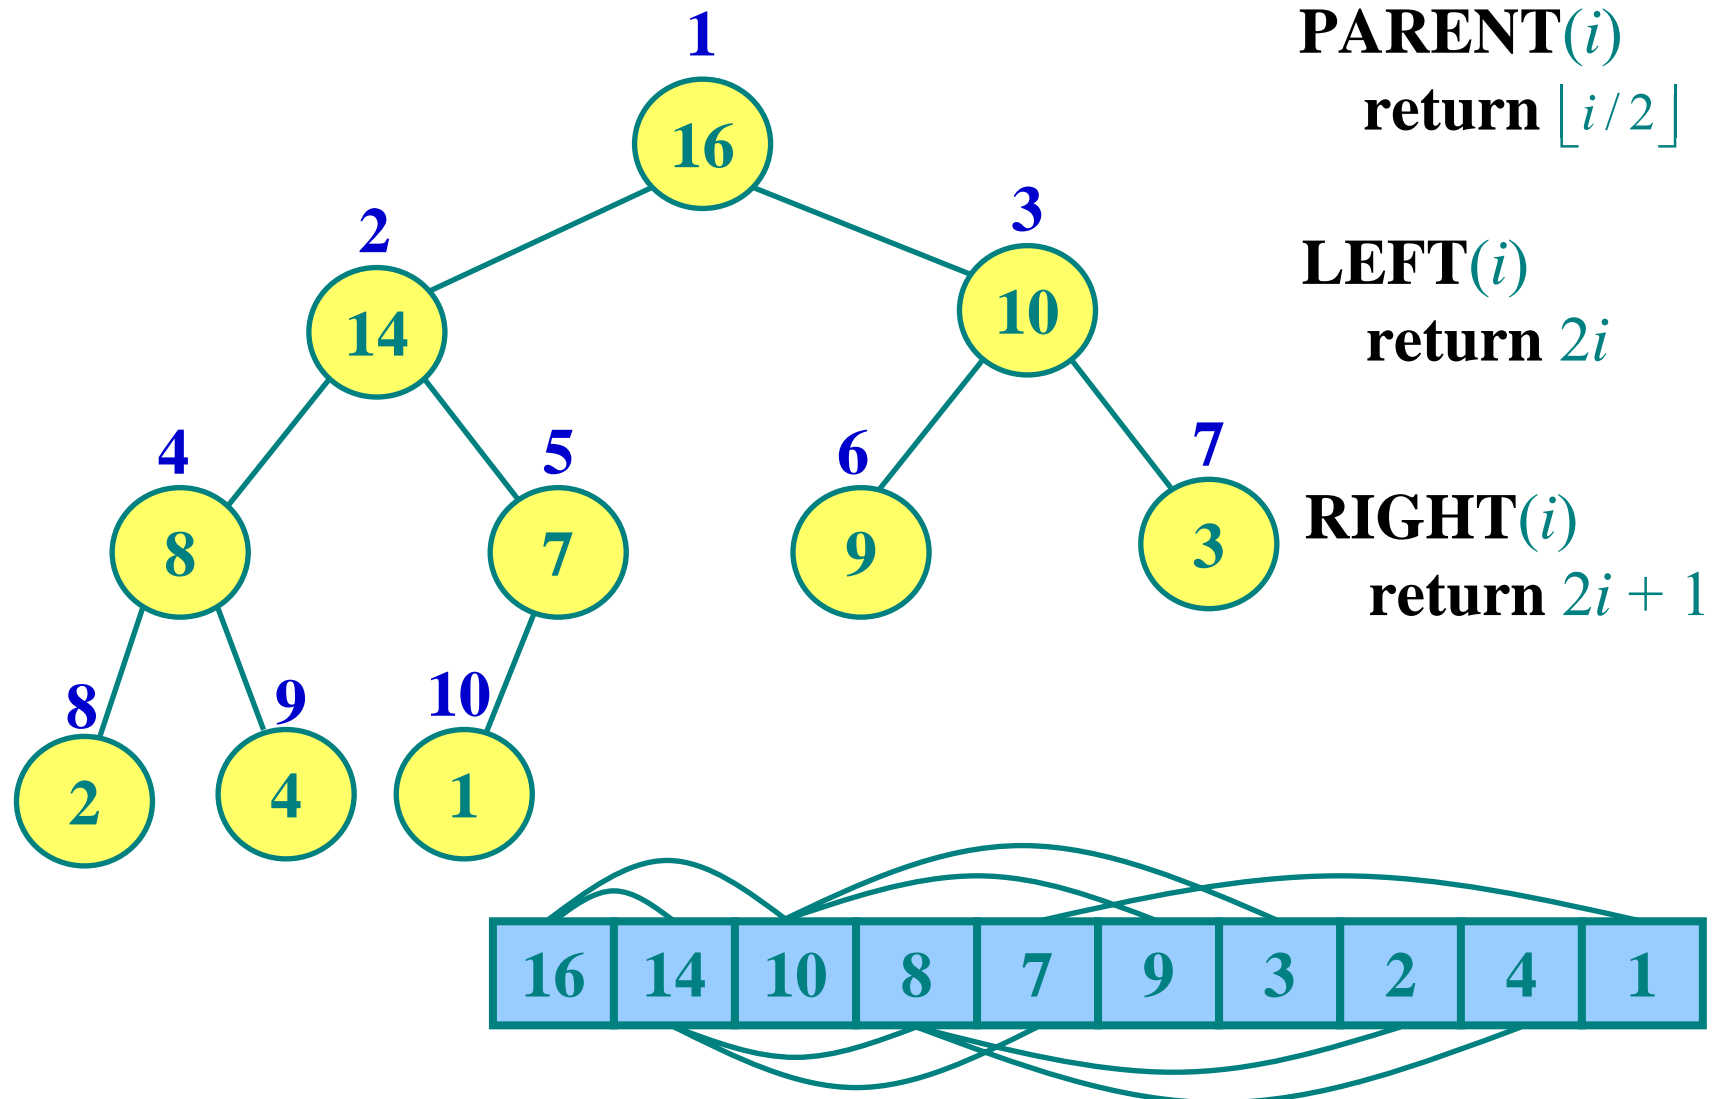 1
16
2
3
14
10
4
5
6
7
8
7
9
3
8
9
10
2
4
1
16 14 10 8 7 9 3 2 4 1
PARENT(i)
return ⌊i/2⌋
LEFT(i)
return 2i
RIGHT(i)
return 2i + 1